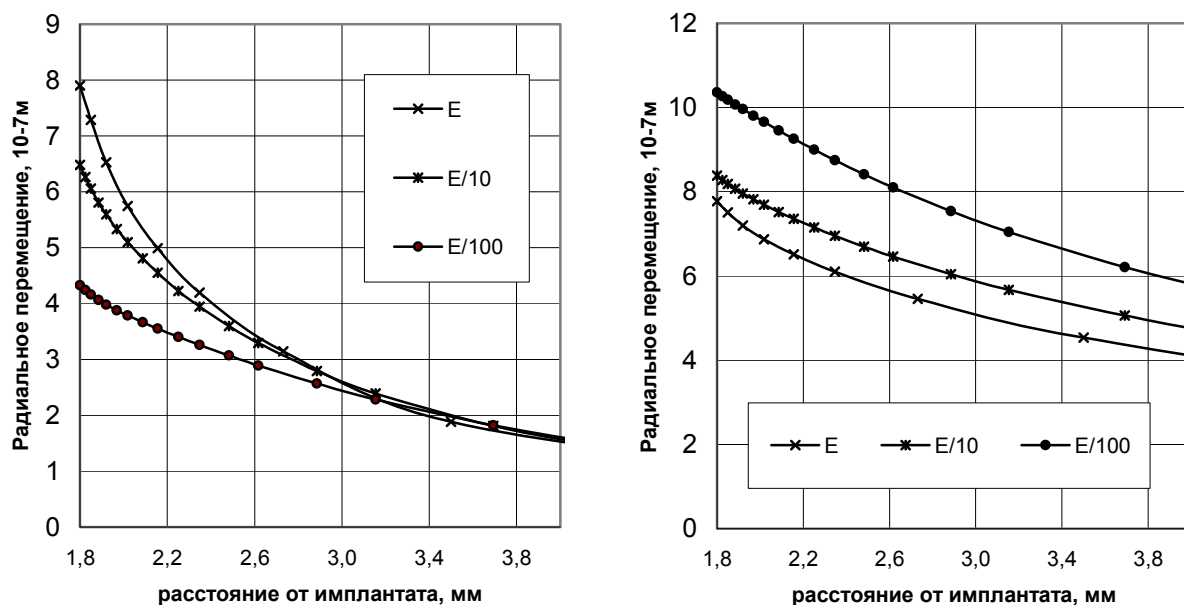 Радиальное перемещение, 10-7м
9
8
7
6
5
4
3
2
1
0
E
E/10
E/100
1,8 2,2 2,6 3,0 3,4 3,8
расстояние от имплантата, мм
Радиальное перемещение, 10-7м
12
10
8
6
4
2
0
E E/10 E/100
1,8 2,2 2,6 3,0 3,4 3,8
расстояние от имплантата, мм